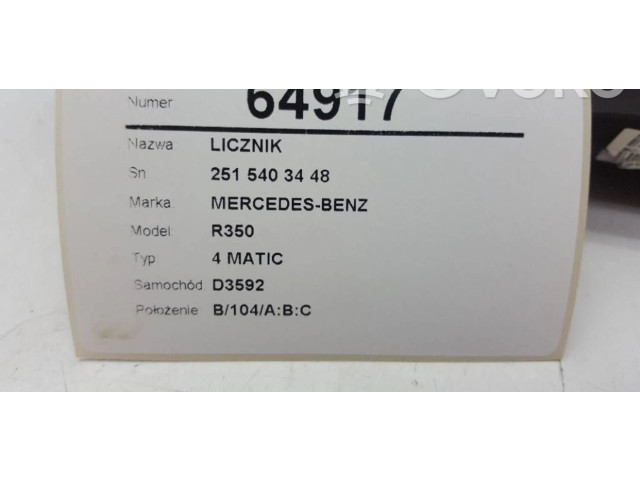 Numer 64917
Nazwa LICZNIK
Sn 251 540 34 48
Marka MERCEDES-BENZ
Model R350
Typ 4 MATIC
Samochód D3592
Położenie B/104/A:B:C